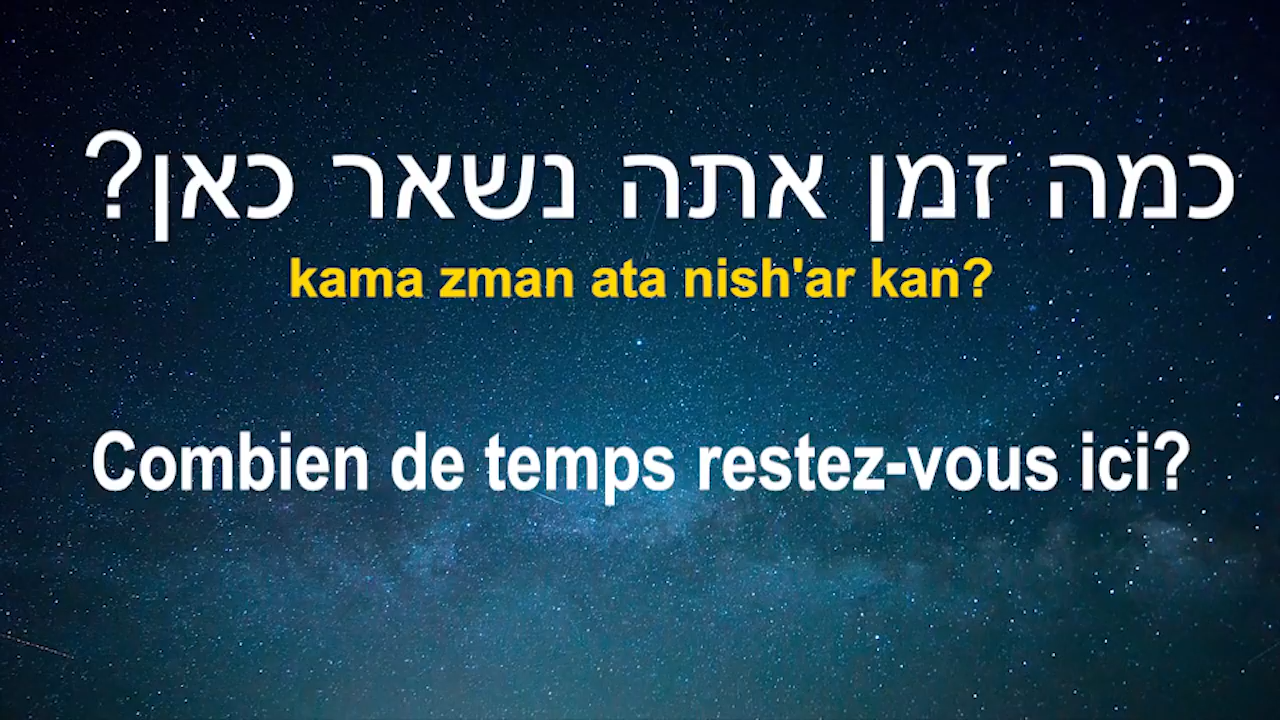 כמה זמן אתה נשאר כאן?
kama zman ata nish'ar kan?
Combien de temps restez-vous ici?